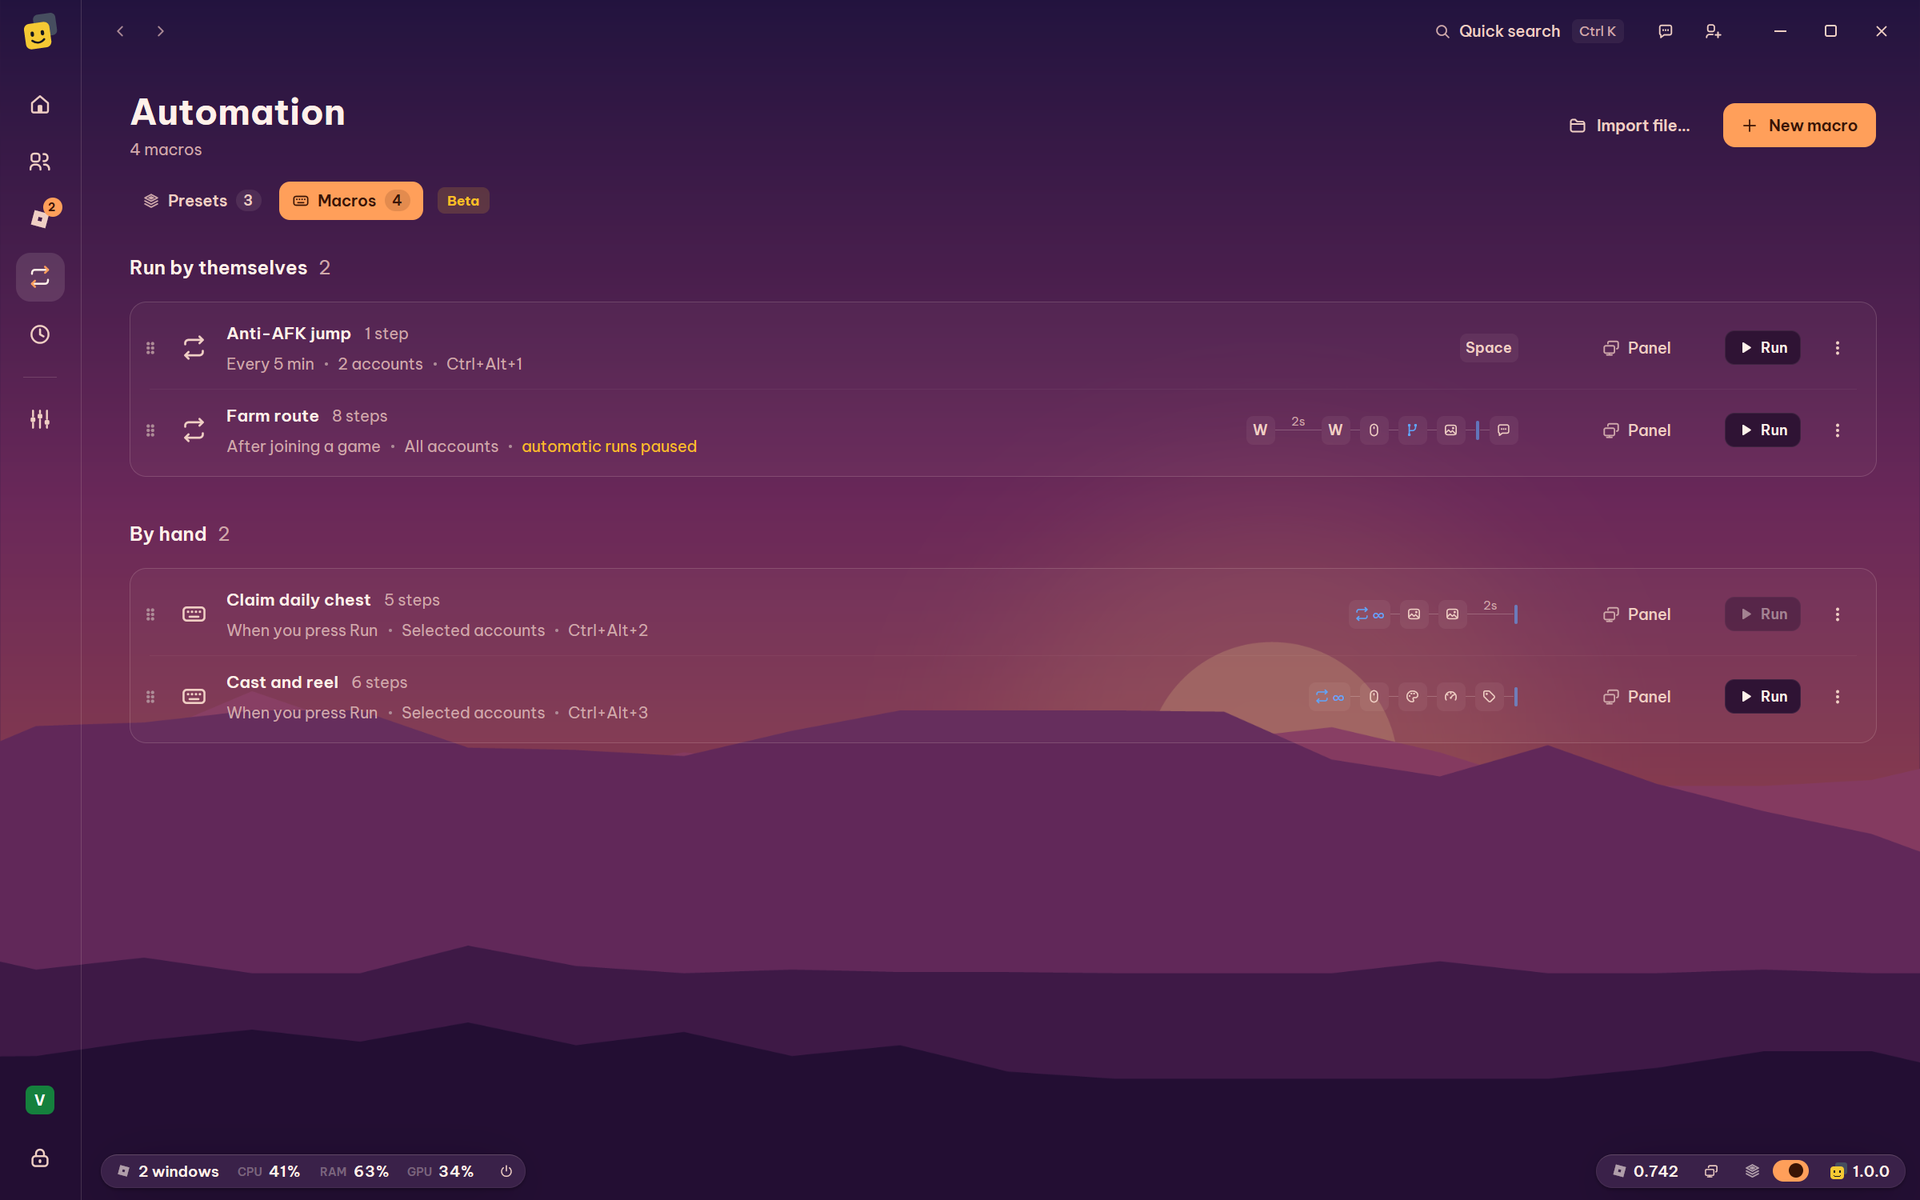 Quick search Ctrl K
Automation
4 macros
Import file...
New macro
Presets 3
Macros 4
Beta
2
Run by themselves 2
Anti-AFK jump 1 step
Every 5 min • 2 accounts • Ctrl+Alt+1
Space
Panel
Run
Farm route 8 steps
After joining a game • All accounts • automatic runs paused
W 2s W
Panel
Run
By hand 2
Claim daily chest 5 steps
When you press Run • Selected accounts • Ctrl+Alt+2
∞ 2s
Panel
Run
Cast and reel 6 steps
When you press Run • Selected accounts • Ctrl+Alt+3
∞
Panel
Run
V
2 windows CPU 41% RAM 63% GPU 34%
0.742
1.0.0